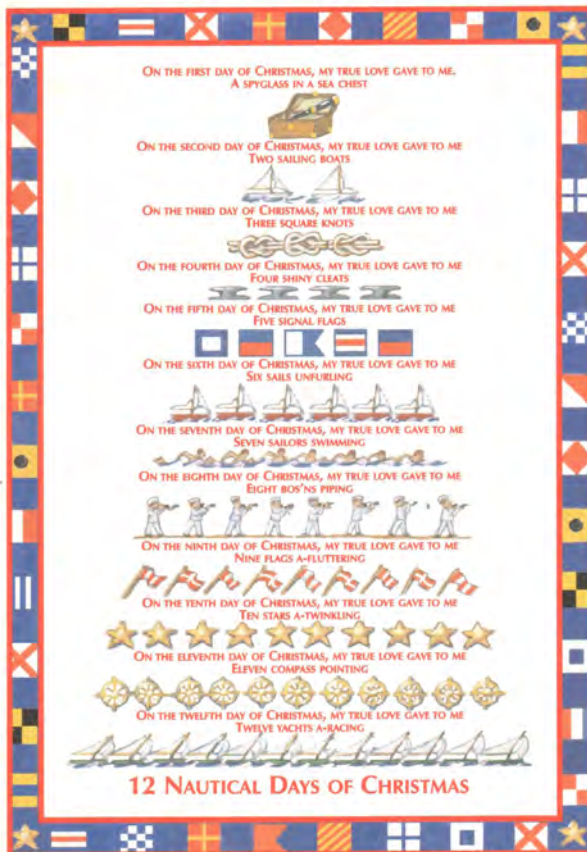 On the first day of Christmas, my true love gave to me.
A spyglass in a sea chest
On the second day of Christmas, my true love gave to me
Two sailing boats
On the third day of Christmas, my true love gave to me
Three square knots
On the fourth day of Christmas, my true love gave to me
Four shiny cleats
On the fifth day of Christmas, my true love gave to me
Five signal flags
On the sixth day of Christmas, my true love gave to me
Six sails unfurling
On the seventh day of Christmas, my true love gave to me
Seven sailors swimming
On the eighth day of Christmas, my true love gave to me
Eight bos'ns piping
On the ninth day of Christmas, my true love gave to me
Nine flags a-fluttering
On the tenth day of Christmas, my true love gave to me
Ten stars a-twinkling
On the eleventh day of Christmas, my true love gave to me
Eleven compass pointing
On the twelfth day of Christmas, my true love gave to me
Twelve yachts a-racing
12 Nautical Days of Christmas